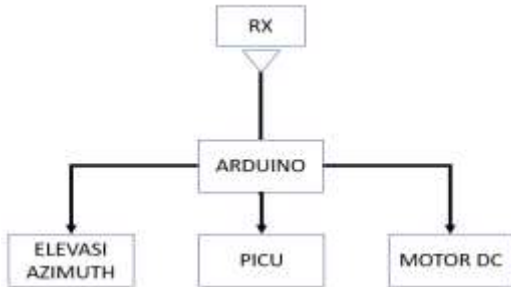 RX
ARDUINO
ELEVASI
AZIMUTH
PICU
MOTOR DC